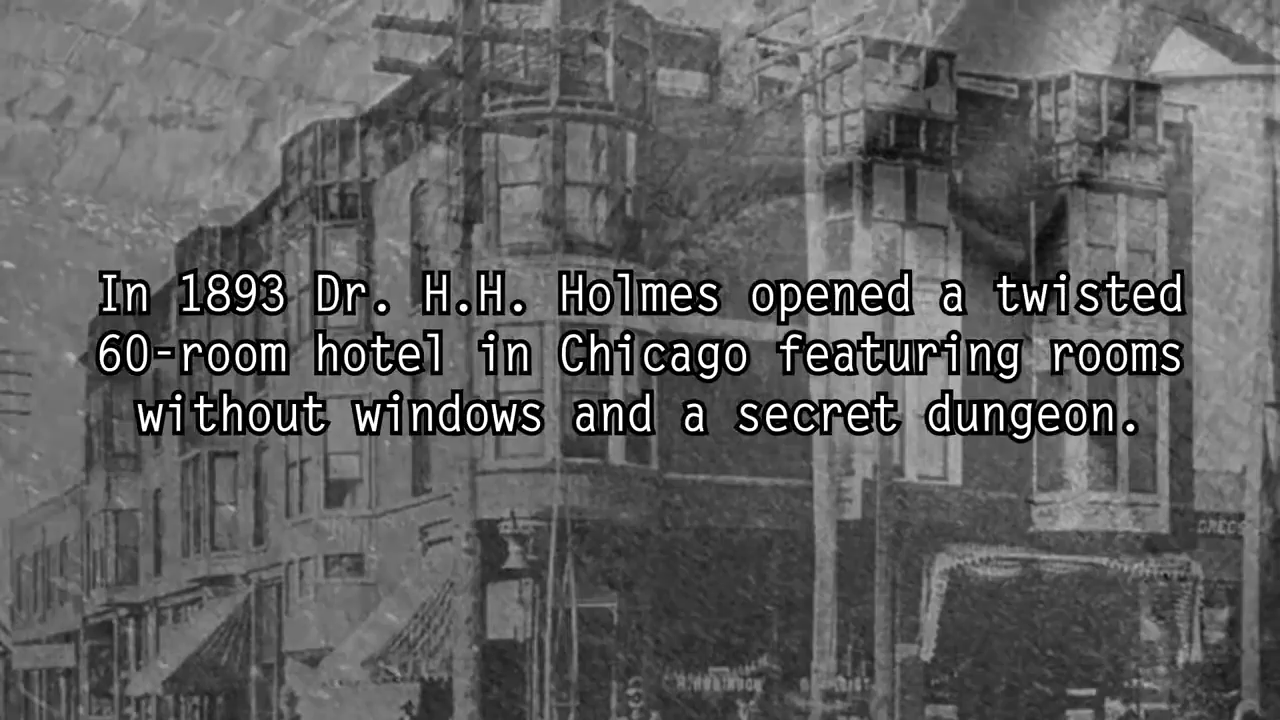 In 1893 Dr. H.H. Holmes opened a twisted
60-room hotel in Chicago featuring rooms
without windows and a secret dungeon.